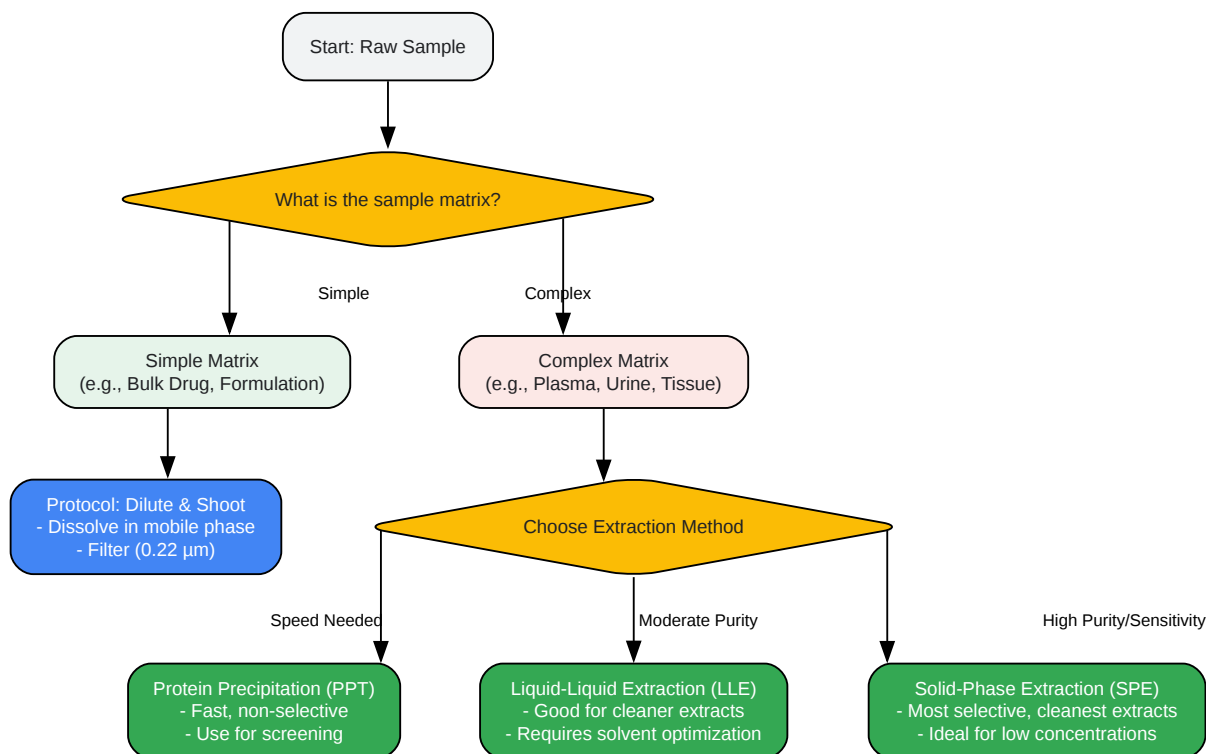 Start: Raw Sample
What is the sample matrix?
Simple
Complex
Simple Matrix
(e.g., Bulk Drug, Formulation)
Complex Matrix
(e.g., Plasma, Urine, Tissue)
Protocol: Dilute & Shoot
- Dissolve in mobile phase
- Filter (0.22 µm)
Choose Extraction Method
Speed Needed
Moderate Purity
High Purity/Sensitivity
Protein Precipitation (PPT)
- Fast, non-selective
- Use for screening
Liquid-Liquid Extraction (LLE)
- Good for cleaner extracts
- Requires solvent optimization
Solid-Phase Extraction (SPE)
- Most selective, cleanest extracts
- Ideal for low concentrations